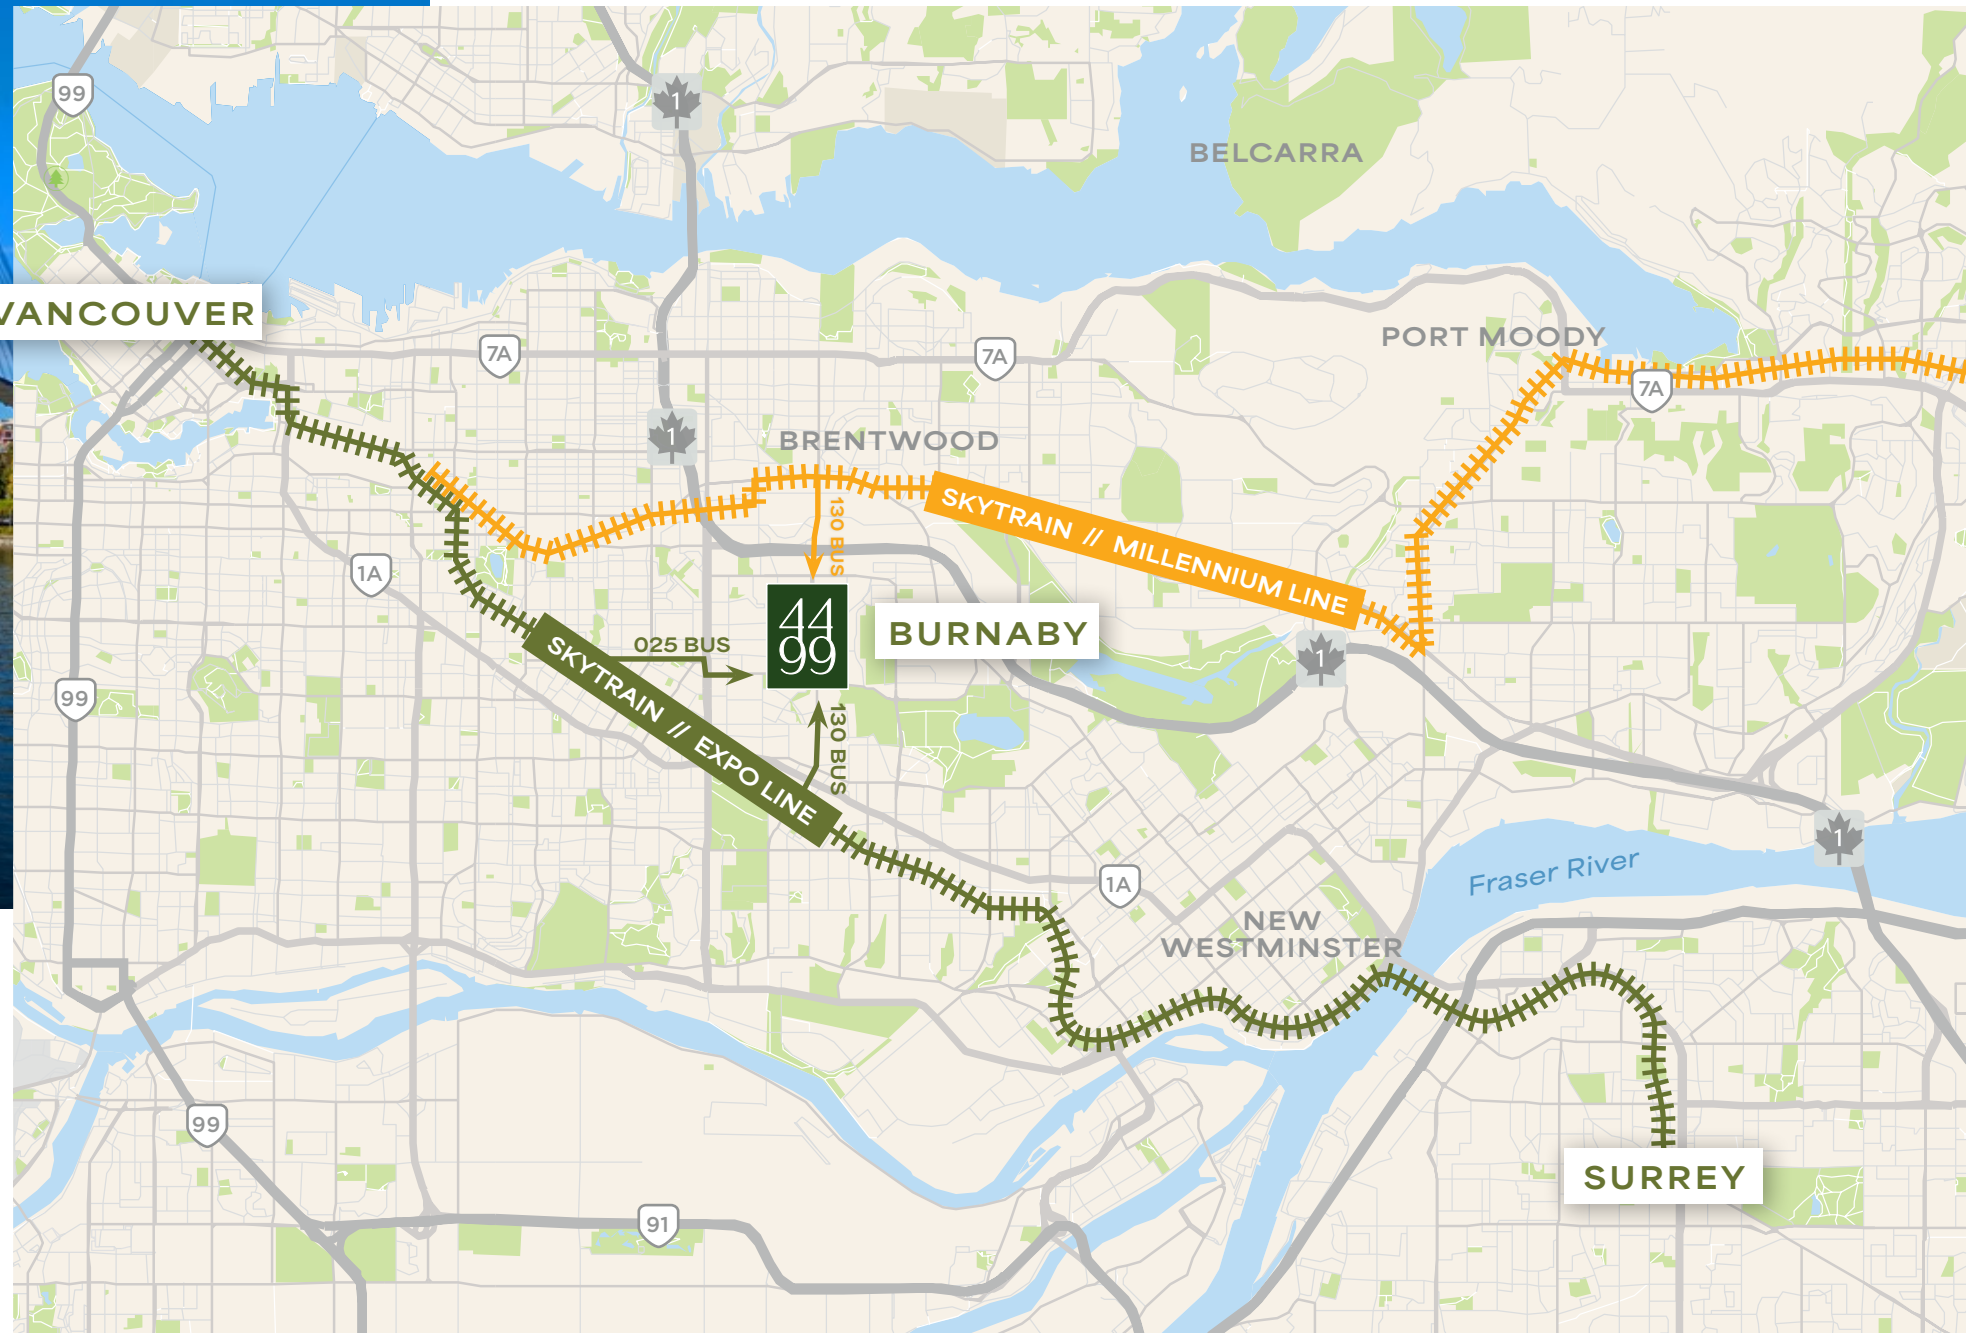 99
1
BELCARRA
VANCOUVER
7A
7A
PORT MOODY
7A
1
BRENTWOOD
SKYTRAIN // MILLENNIUM LINE
130 BUS
1A
44
99
BURNABY
025 BUS
SKYTRAIN // EXPO LINE
1
99
130 BUS
1
Fraser River
1A
NEW
WESTMINSTER
99
SURREY
91